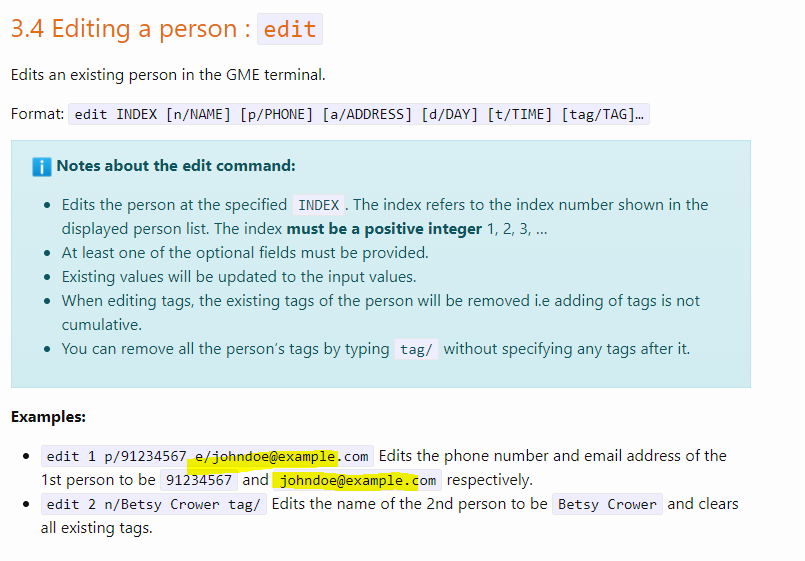 3.4 Editing a person : edit
Edits an existing person in the GME terminal.
Format: edit INDEX [n/NAME] [p/PHONE] [a/ADDRESS] [d/DAY] [t/TIME] [tag/TAG]…
Notes about the edit command:
• Edits the person at the specified INDEX . The index refers to the index number shown in the
displayed person list. The index must be a positive integer 1, 2, 3, …
• At least one of the optional fields must be provided.
• Existing values will be updated to the input values.
• When editing tags, the existing tags of the person will be removed i.e adding of tags is not
cumulative.
• You can remove all the person's tags by typing tag/ without specifying any tags after it.
Examples:
• edit 1 p/91234567 e/johndoe@example.com Edits the phone number and email address of the
1st person to be 91234567 and johndoe@example.com respectively.
• edit 2 n/Betsy Crower tag/ Edits the name of the 2nd person to be Betsy Crower and clears
all existing tags.